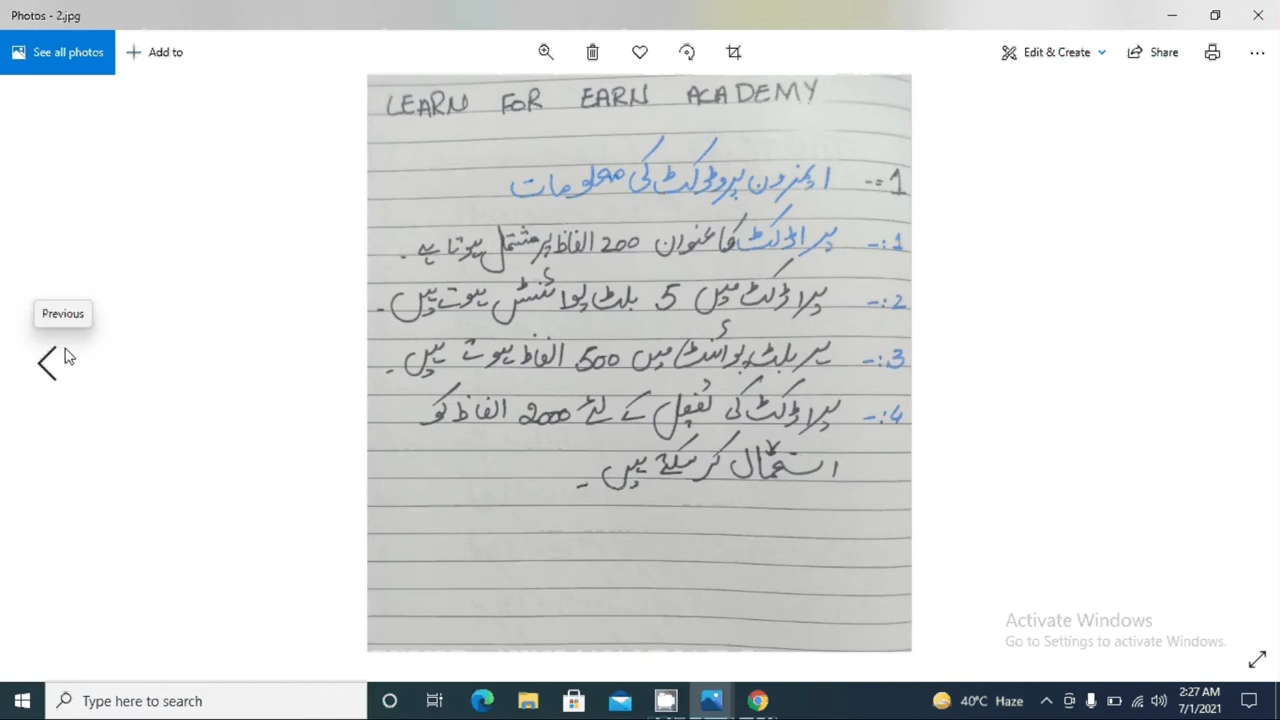 Photos - 2.jpg
See all photos
Add to
Edit & Create
Share
LEARN FOR EARN ACADEMY
1=- ایمزون پروڈکٹ کی معلومات
1:- پراڈکٹ کا عنوان 200 الفاظ پر مشتمل ہوتا ہے۔
2:- پراڈکٹ میں 5 بلٹ پوائنٹس ہوتے ہیں۔
3:- ہر بلٹ پوائنٹ میں 500 الفاظ ہوتے ہیں۔
4:- پراڈکٹ کی تفصیل کے لئے 2000 الفاظ کو
استعمال کر سکتے ہیں۔
Previous
Activate Windows
Go to Settings to activate Windows.
Type here to search
40°C Haze
2:27 AM
7/1/2021